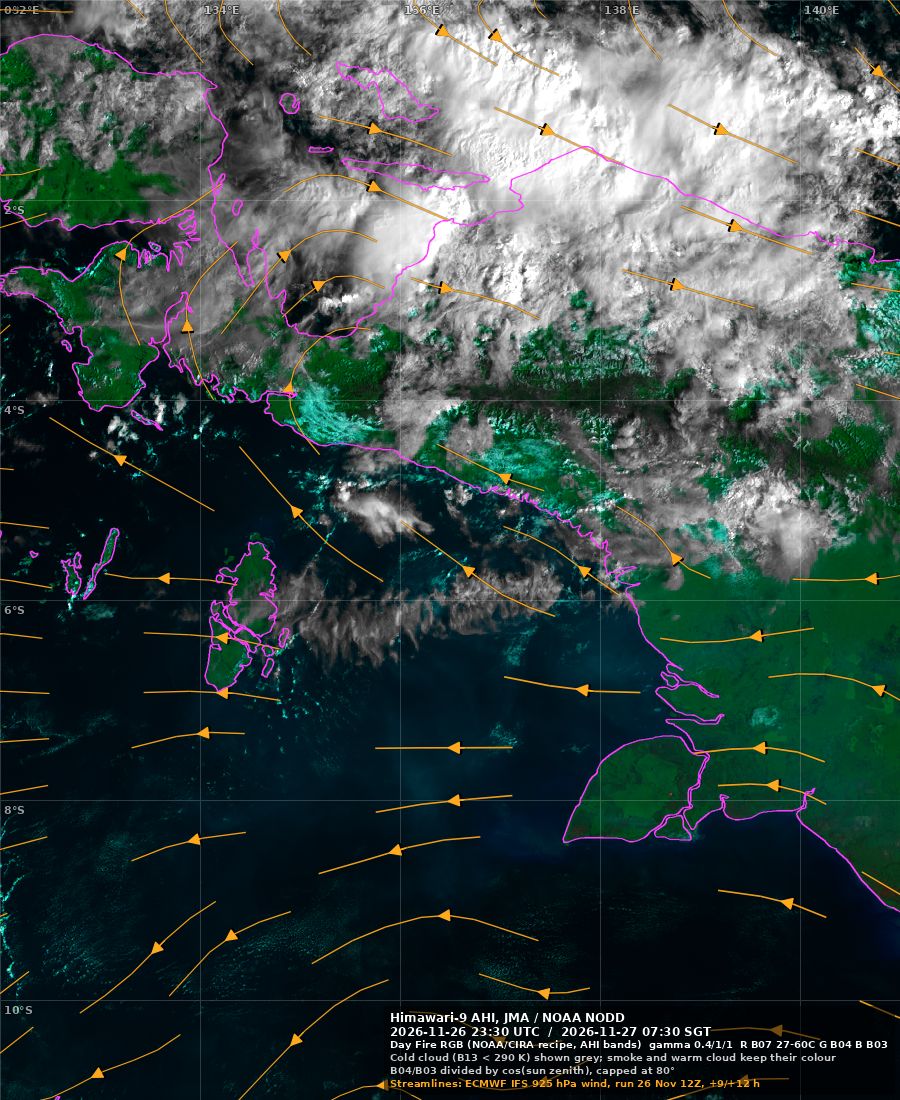 0°
132°E
134°E
136°E
138°E
140°E
2°S
4°S
6°S
8°S
10°S
Himawari-9 AHI, JMA / NOAA NODD
2026-11-26 23:30 UTC / 2026-11-27 07:30 SGT
Day Fire RGB (NOAA/CIRA recipe, AHI bands) gamma 0.4/1/1 R B07 27-60C G B04 B B03
Cold cloud (B13 < 290 K) shown grey; smoke and warm cloud keep their colour
B04/B03 divided by cos(sun zenith), capped at 80°
Streamlines: ECMWF IFS 925 hPa wind, run 26 Nov 12Z, +9/+12 h